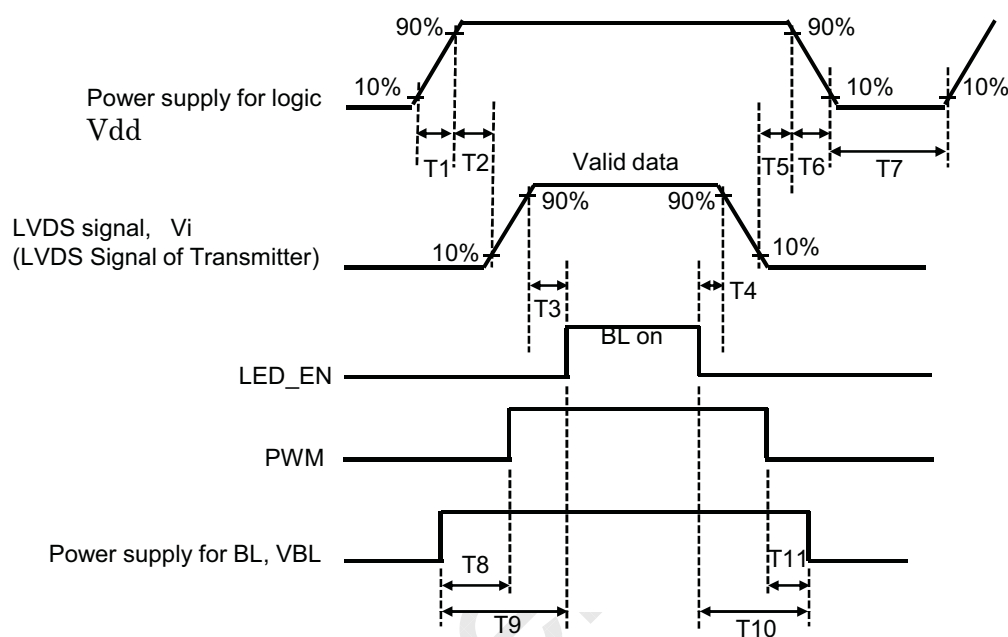 90%
90%
10%
10%
10%
Power supply for logic
Vdd
T1
T2
T5
T6
T7
Valid data
90%
90%
LVDS signal, Vi
(LVDS Signal of Transmitter)
10%
10%
T3
T4
BL on
LED_EN
PWM
Power supply for BL, VBL
T8
T11
T9
T10